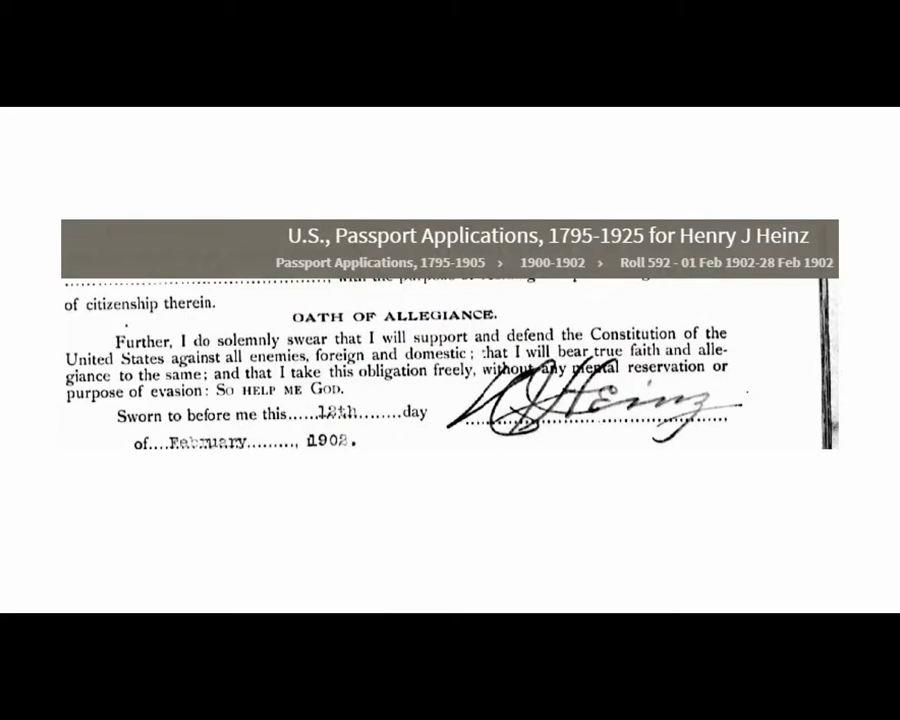 U.S., Passport Applications, 1795-1925 for Henry J Heinz
Passport Applications, 1795-1905 › 1900-1902 › Roll 592 - 01 Feb 1902-28 Feb 1902
of citizenship therein.
OATH OF ALLEGIANCE.
Further, I do solemnly swear that I will support and defend the Constitution of the
United States against all enemies, foreign and domestic; that I will bear true faith and alle-
giance to the same; and that I take this obligation freely, without any mental reservation or
purpose of evasion: SO HELP ME GOD.
Sworn to before me this.....12th........day
HJHeinz
of....February.........., 1902.